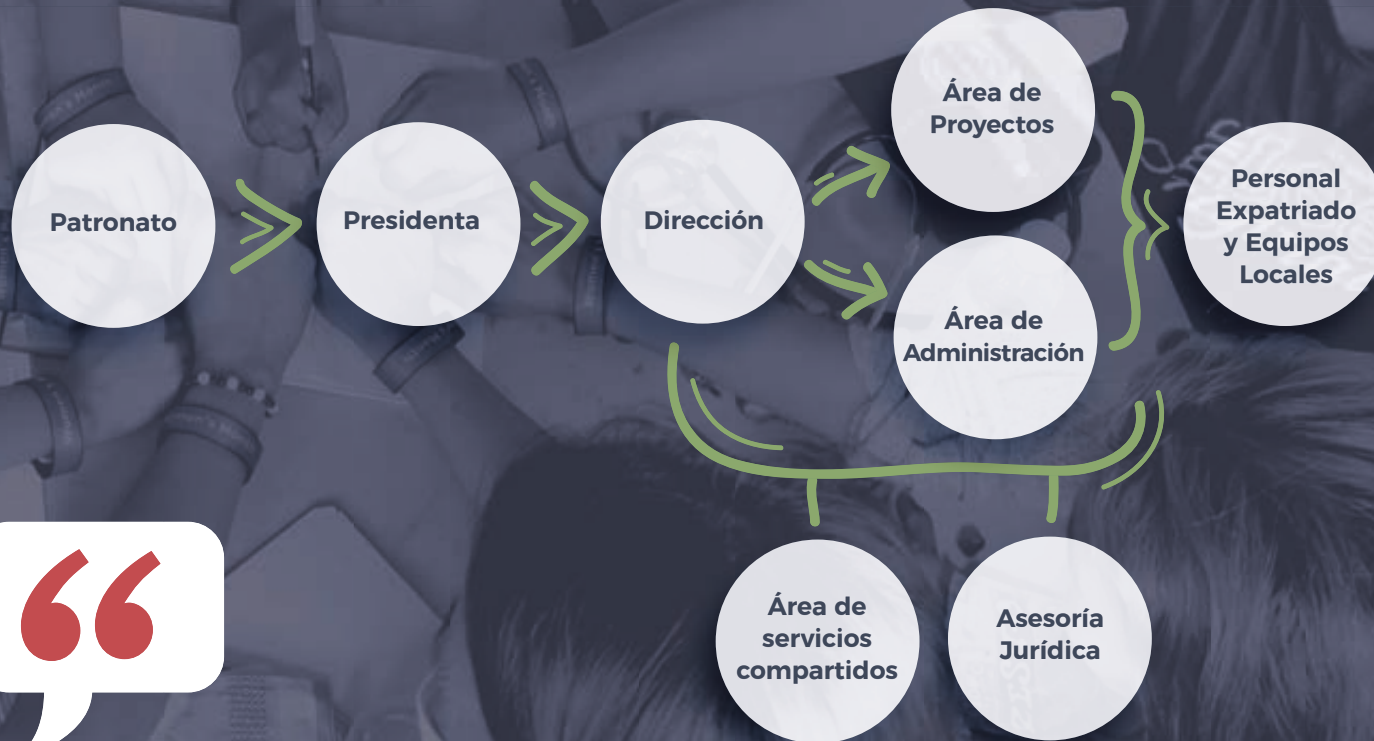 Patronato
Presidenta
Dirección
Área de
Proyectos
Área de
Administración
Personal
Expatriado
y Equipos
Locales
Área de
servicios
compartidos
Asesoría
Jurídica